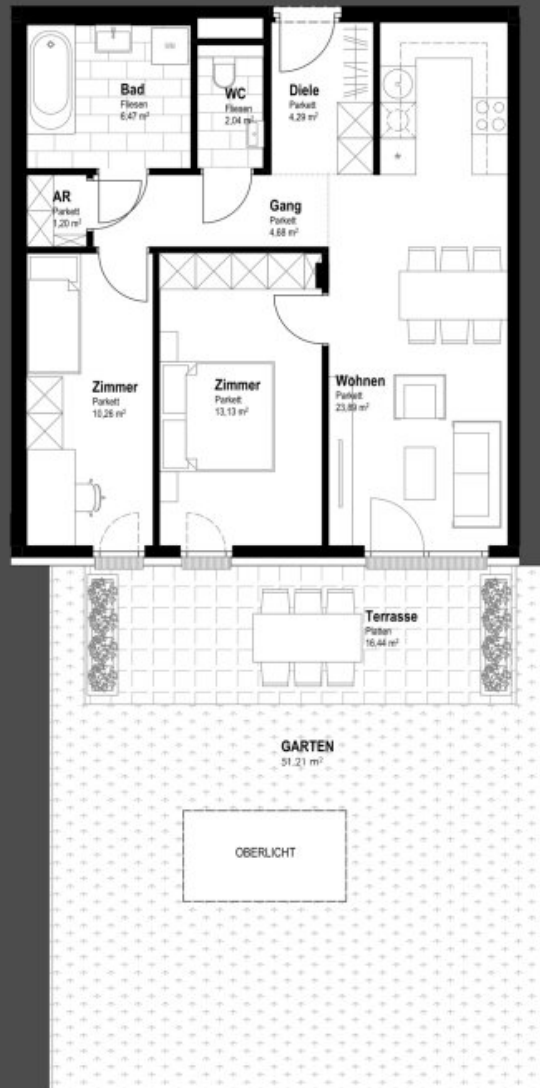 Bad
Fliesen
6,47 m²
WC
Fliesen
2,04 m²
Diele
Parkett
4,29 m²
AR
Parkett
1,20 m²
Gang
Parkett
4,68 m²
Zimmer
Parkett
10,26 m²
Zimmer
Parkett
13,13 m²
Wohnen
Parkett
23,89 m²
Terrasse
Platten
16,44 m²
GARTEN
51,21 m²
OBERLICHT